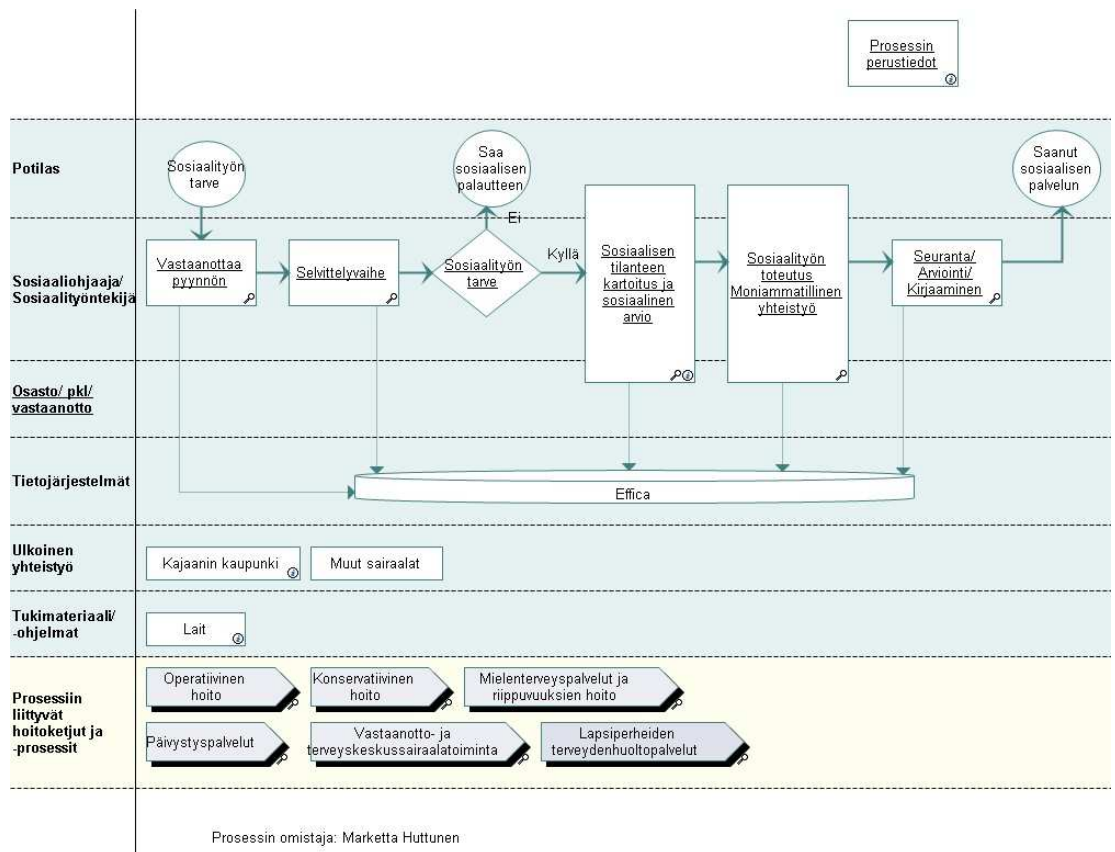 Prosessin
perustiedot
Potilas
Sosiaalityön
tarve
Saa
sosiaalisen
palautteen
Saanut
sosiaalisen
palvelun
Ei
Sosiaaliohjaaja/
Sosiaalityöntekijä
Vastaanottaa
pyynnön
Selvittelyvaihe
Sosiaalityön
tarve
Kyllä
Sosiaalisen
tilanteen
kartoitus ja
sosiaalinen
arvio
Sosiaalityön
toteutus
Moniammatillinen
yhteistyö
Seuranta/
Arviointi/
Kirjaaminen
Osasto/ pkl/
vastaanotto
Tietojärjestelmät
Effica
Ulkoinen
yhteistyö
Kajaanin kaupunki
Muut sairaalat
Tukimateriaali/
-ohjelmat
Lait
Prosessiin
liittyvät
hoitoketjut ja
-prosessit
Operatiivinen
hoito
Konservatiivinen
hoito
Mielenterveyspalvelut ja
riippuvuuksien hoito
Päivystyspalvelut
Vastaanotto- ja
terveyskeskussairaalatoiminta
Lapsiperheiden
terveydenhuoltopalvelut
Prosessin omistaja: Marketta Huttunen